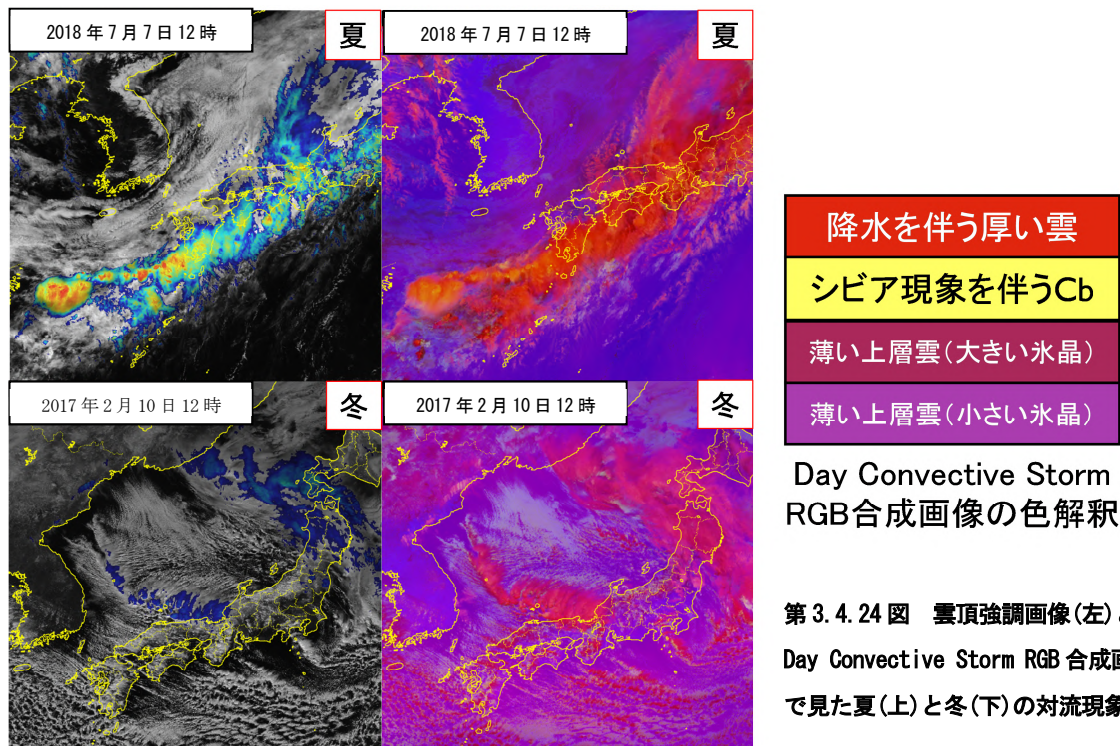 2018年7月7日12時
夏
2018年7月7日12時
夏
2017年2月10日12時
冬
2017年2月10日12時
冬
降水を伴う厚い雲
シビア現象を伴うCb
薄い上層雲(大きい氷晶)
薄い上層雲(小さい氷晶)
Day Convective Storm
RGB合成画像の色解釈
第3.4.24図 雲頂強調画像(左)
Day Convective Storm RGB合成画
で見た夏(上)と冬(下)の対流現象